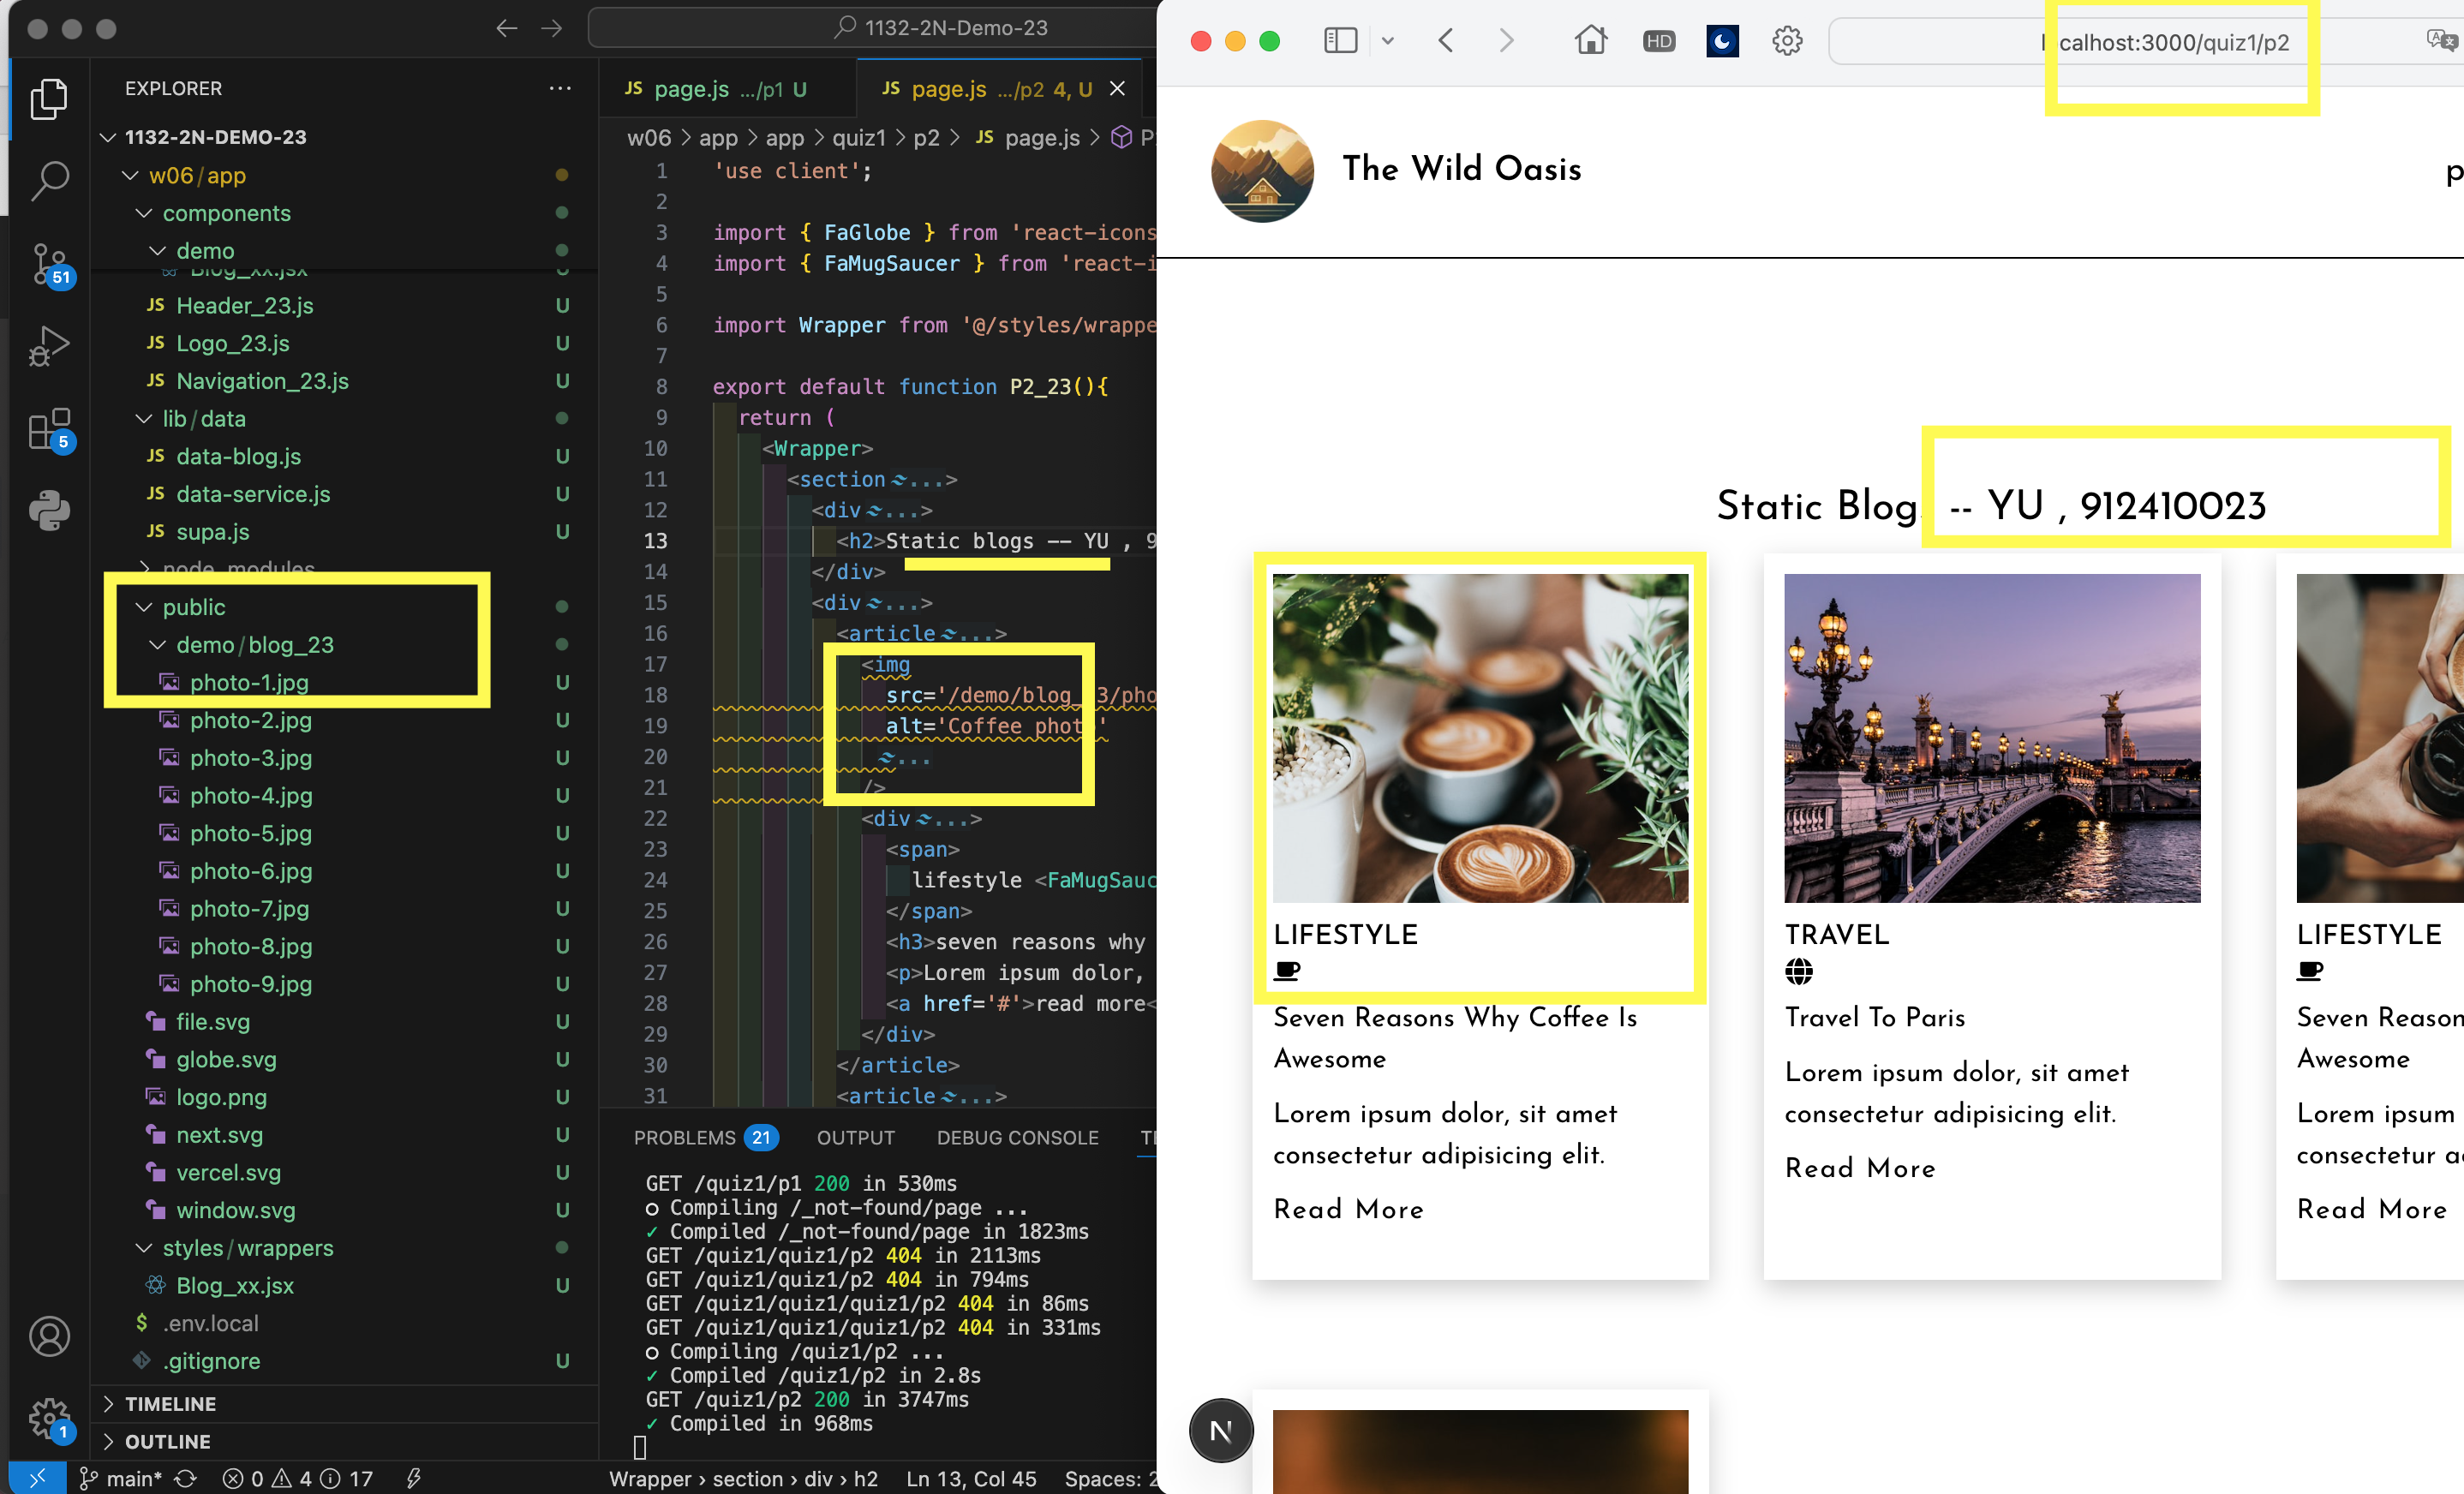 1132-2N-Demo-23
EXPLORER
1132-2N-DEMO-23
w06/app
components
demo
Blog_xx.jsx U
Header_23.js U
Logo_23.js U
Navigation_23.js U
lib/data
data-blog.js U
data-service.js U
supa.js U
node_modules
public
demo/blog_23
photo-1.jpg U
photo-2.jpg U
photo-3.jpg U
photo-4.jpg U
photo-5.jpg U
photo-6.jpg U
photo-7.jpg U
photo-8.jpg U
photo-9.jpg U
file.svg U
globe.svg U
logo.png U
next.svg U
vercel.svg U
window.svg U
styles/wrappers
Blog_xx.jsx U
$ .env.local
.gitignore U
TIMELINE
OUTLINE
51
5
1
JS page.js .../p1 U
JS page.js .../p2 4, U
w06 > app > app > quiz1 > p2 > JS page.js > P
1 'use client';
2
3 import { FaGlobe } from 'react-icons
4 import { FaMugSaucer } from 'react-i
5
6 import Wrapper from '@/styles/wrappe
7
8 export default function P2_23(){
9 return (
10 <Wrapper>
11 <section ...>
12 <div ...>
13 <h2>Static blogs -- YU , 9
14 </div>
15 <div ...>
16 <article ...>
17 <img
18 src='/demo/blog_ 3/pho
19 alt='Coffee phot '
20 ...
21 />
22 <div ...>
23 <span>
24 lifestyle <FaMugSauc
25 </span>
26 <h3>seven reasons why
27 <p>Lorem ipsum dolor,
28 <a href='#'>read more<
29 </div>
30 </article>
31 <article ...>
PROBLEMS 21 OUTPUT DEBUG CONSOLE TE
GET /quiz1/p1 200 in 530ms
○ Compiling /_not-found/page ...
✓ Compiled /_not-found/page in 1823ms
GET /quiz1/quiz1/p2 404 in 2113ms
GET /quiz1/quiz1/p2 404 in 794ms
GET /quiz1/quiz1/quiz1/p2 404 in 86ms
GET /quiz1/quiz1/quiz1/p2 404 in 331ms
○ Compiling /quiz1/p2 ...
✓ Compiled /quiz1/p2 in 2.8s
GET /quiz1/p2 200 in 3747ms
✓ Compiled in 968ms
main* 0 4 17 Wrapper › section › div › h2 Ln 13, Col 45 Spaces: 2
HD
localhost:3000/quiz1/p2
The Wild Oasis
p
Static Blogs -- YU , 912410023
LIFESTYLE
Seven Reasons Why Coffee Is
Awesome
Lorem ipsum dolor, sit amet
consectetur adipisicing elit.
Read More
TRAVEL
Travel To Paris
Lorem ipsum dolor, sit amet
consectetur adipisicing elit.
Read More
LIFESTYLE
Seven Reason
Awesome
Lorem ipsum
consectetur a
Read More
N